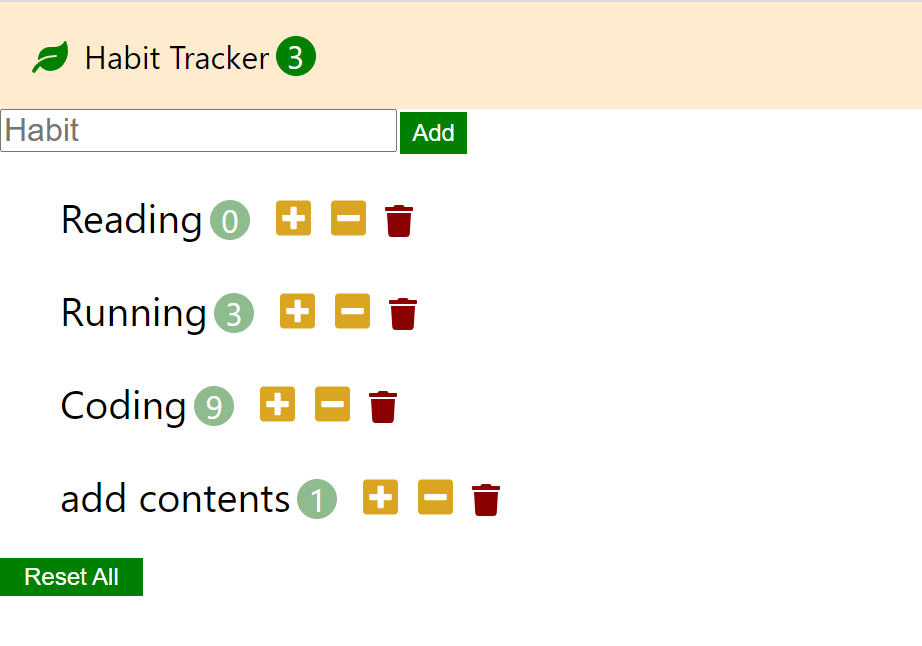 Habit Tracker 3
Habit
Add
Reading 0
Running 3
Coding 9
add contents 1
Reset All